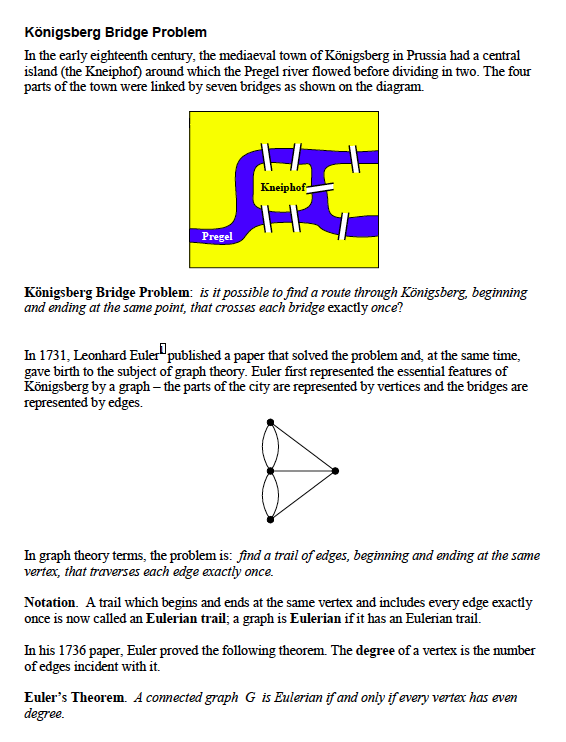 Königsberg Bridge Problem
In the early eighteenth century, the mediaeval town of Königsberg in Prussia had a central
island (the Kneiphof) around which the Pregel river flowed before dividing in two. The four
parts of the town were linked by seven bridges as shown on the diagram.
Kneiphof
Pregel
Königsberg Bridge Problem: is it possible to find a route through Königsberg, beginning
and ending at the same point, that crosses each bridge exactly once?
In 1731, Leonhard Euler1 published a paper that solved the problem and, at the same time,
gave birth to the subject of graph theory. Euler first represented the essential features of
Königsberg by a graph – the parts of the city are represented by vertices and the bridges are
represented by edges.
In graph theory terms, the problem is: find a trail of edges, beginning and ending at the same
vertex, that traverses each edge exactly once.
Notation. A trail which begins and ends at the same vertex and includes every edge exactly
once is now called an Eulerian trail; a graph is Eulerian if it has an Eulerian trail.
In his 1736 paper, Euler proved the following theorem. The degree of a vertex is the number
of edges incident with it.
Euler’s Theorem. A connected graph G is Eulerian if and only if every vertex has even
degree.